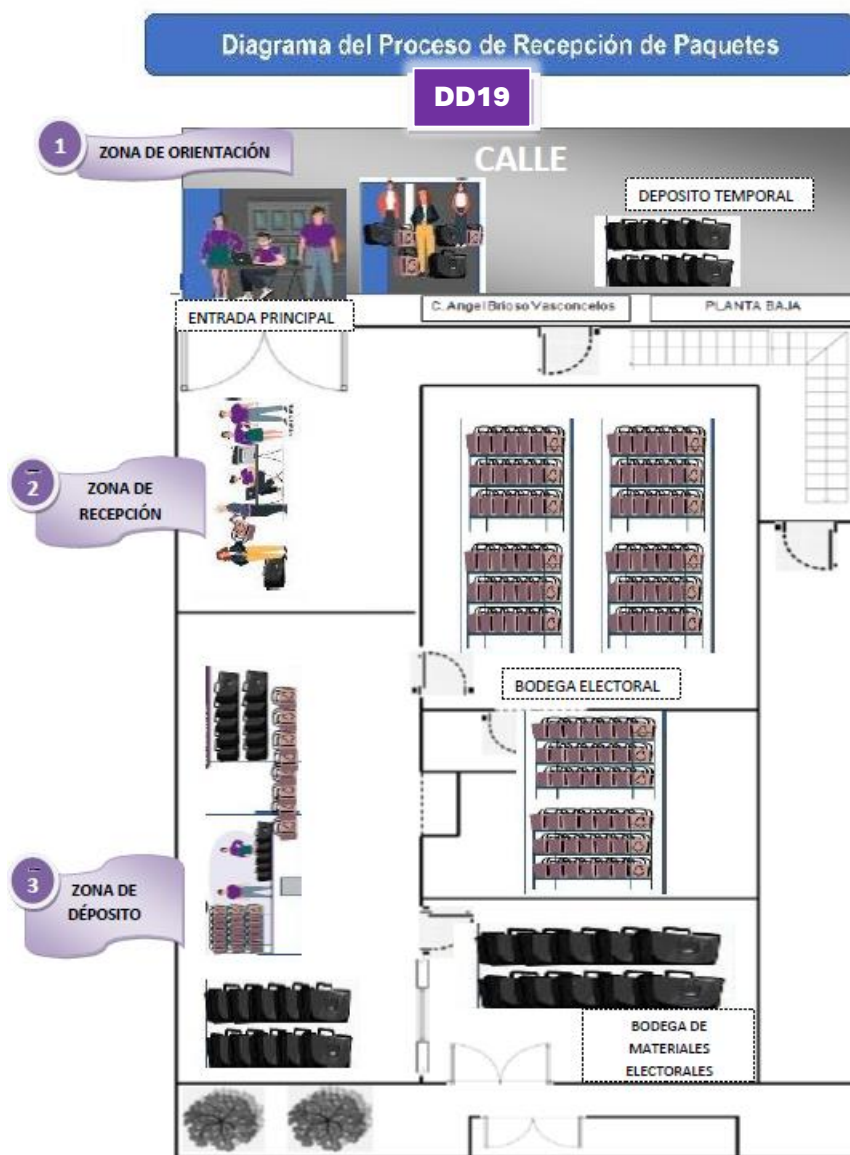 Diagrama del Proceso de Recepción de Paquetes
DD19
1
ZONA DE ORIENTACIÓN
CALLE
DEPOSITO TEMPORAL
ENTRADA PRINCIPAL
C. Angel Brioso Vasconcelos
PLANTA BAJA
2
ZONA DE
RECEPCIÓN
BODEGA ELECTORAL
3
ZONA DE
DÉPOSITO
BODEGA DE
MATERIALES
ELECTORALES